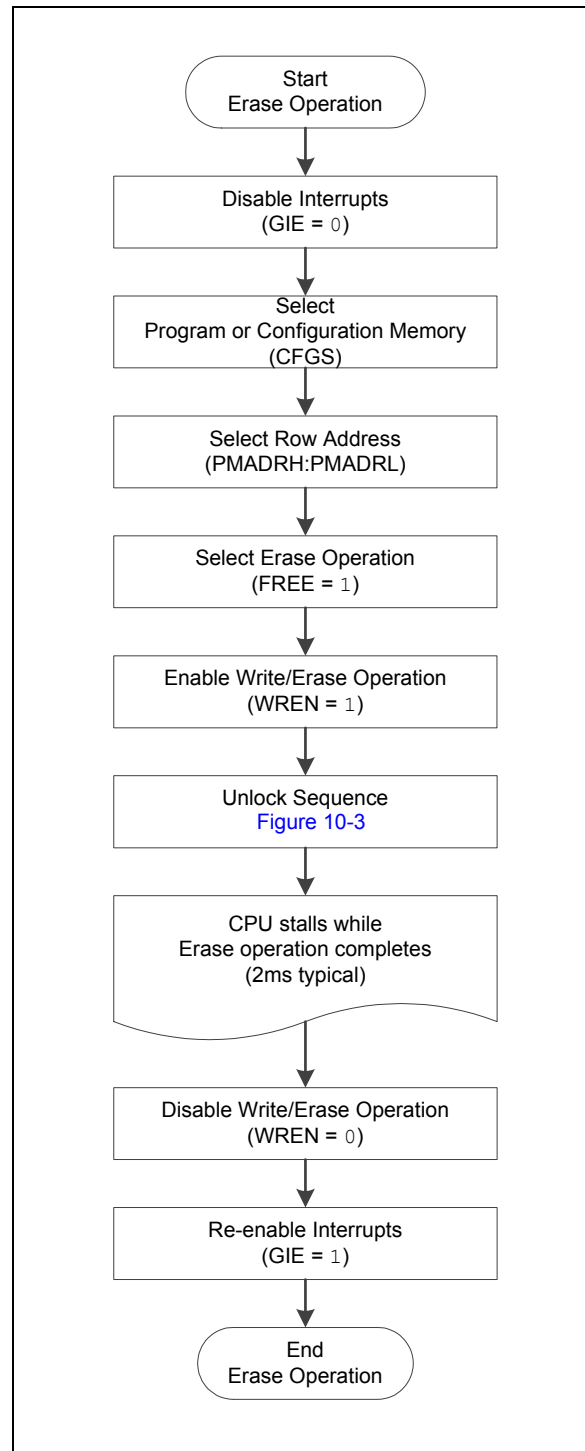 Start
Erase Operation
Disable Interrupts
(GIE = 0)
Select
Program or Configuration Memory
(CFGS)
Select Row Address
(PMADRH:PMADRL)
Select Erase Operation
(FREE = 1)
Enable Write/Erase Operation
(WREN = 1)
Unlock Sequence
Figure 10-3
CPU stalls while
Erase operation completes
(2ms typical)
Disable Write/Erase Operation
(WREN = 0)
Re-enable Interrupts
(GIE = 1)
End
Erase Operation